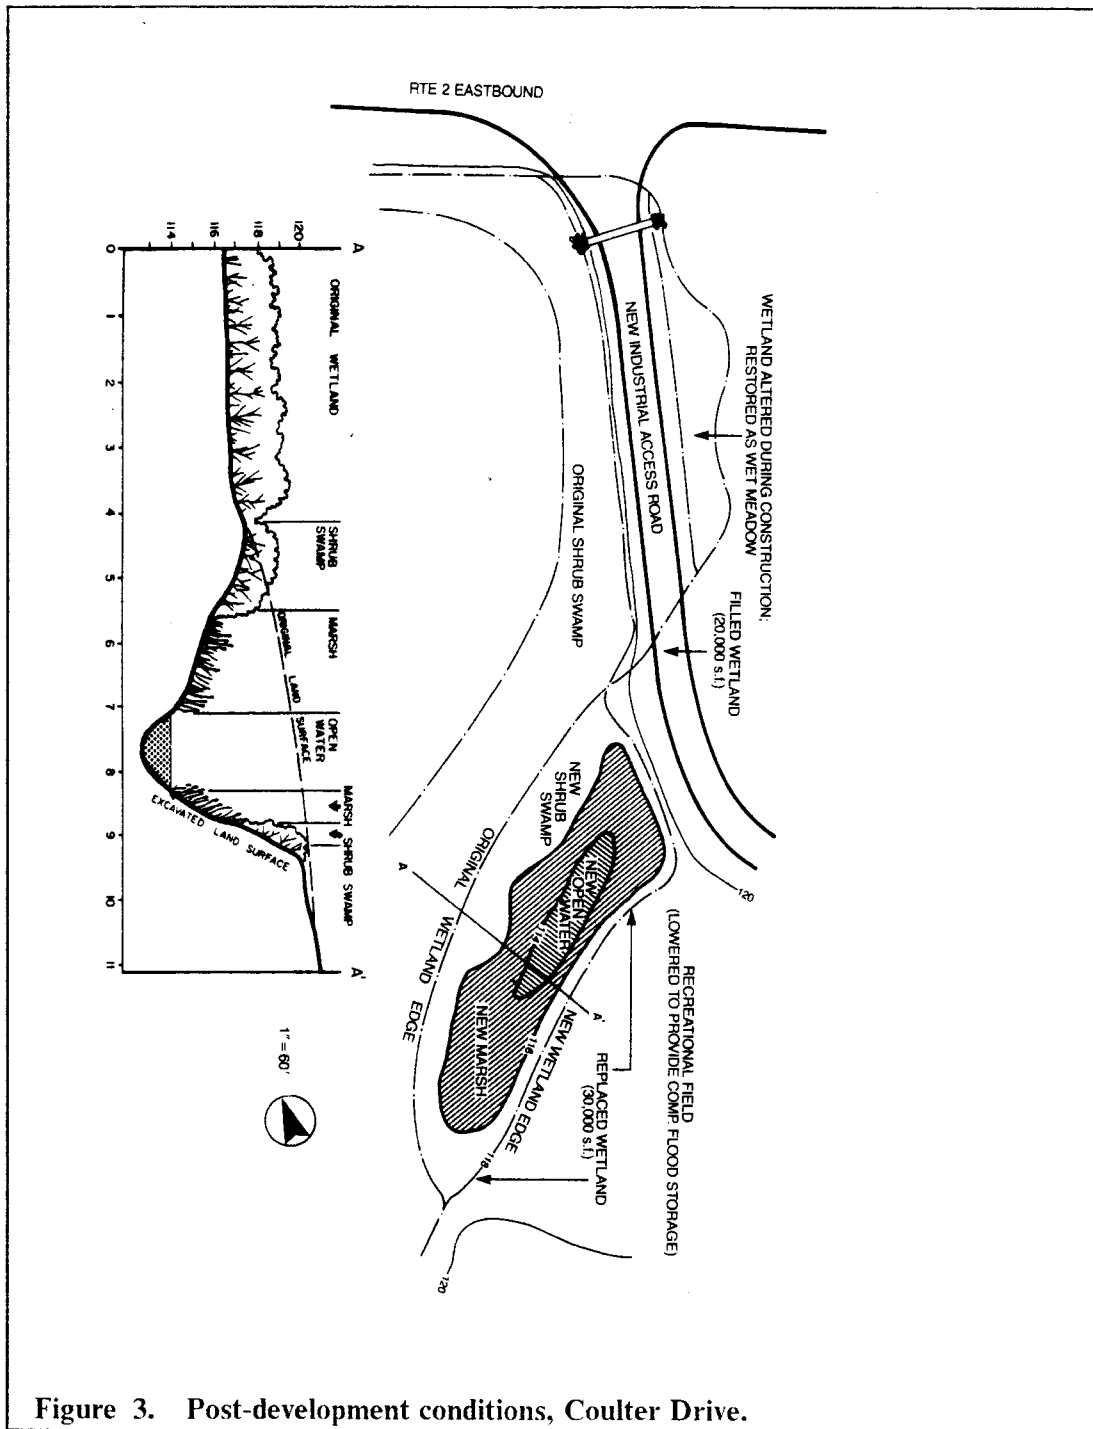 RTE 2 EASTBOUND
WETLAND ALTERED DURING CONSTRUCTION;
RESTORED AS WET MEADOW
NEW INDUSTRIAL ACCESS ROAD
FILLED WETLAND
(20,000 s.f.)
ORIGINAL SHRUB SWAMP
NEW
SHRUB
SWAMP
NEW
OPEN
WATER
114
NEW MARSH
116
118
120
120
ORIGINAL WETLAND EDGE
NEW WETLAND EDGE
A
A'
RECREATIONAL FIELD
(LOWERED TO PROVIDE COMP. FLOOD STORAGE)
REPLACED WETLAND
(30,000 s.f.)
A
A'
120
118
116
114
ORIGINAL WETLAND
SHRUB
SWAMP
MARSH
OPEN
WATER
MARSH
SHRUB SWAMP
ORIGINAL LAND SURFACE
EXCAVATED LAND SURFACE
0 1 2 3 4 5 6 7 8 9 10 11
1" = 60'
Figure 3. Post-development conditions, Coulter Drive.